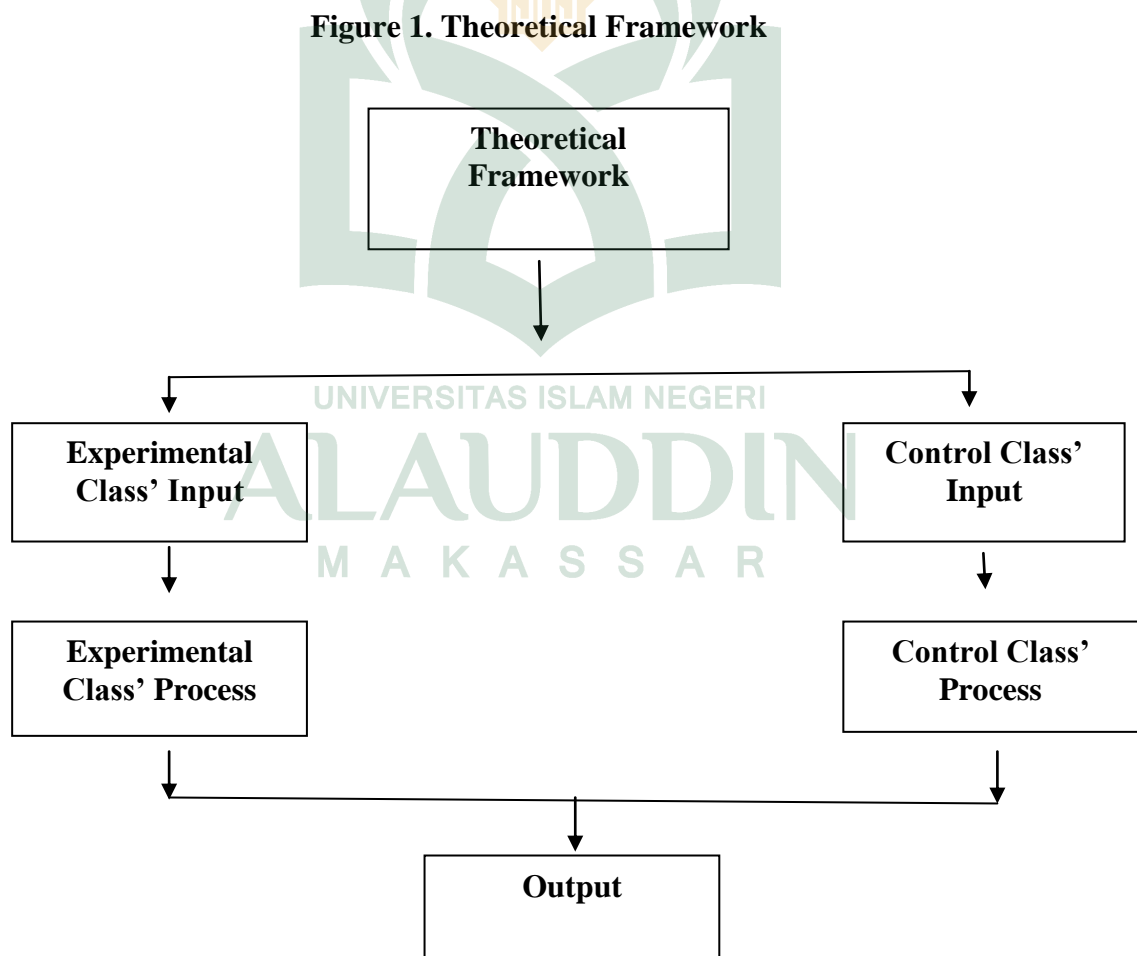 Figure 1. Theoretical Framework
Theoretical
Framework
UNIVERSITAS ISLAM NEGERI
ALAUDDIN
MAKASSAR
Experimental
Class’ Input
Control Class’
Input
Experimental
Class’ Process
Control Class’
Process
Output